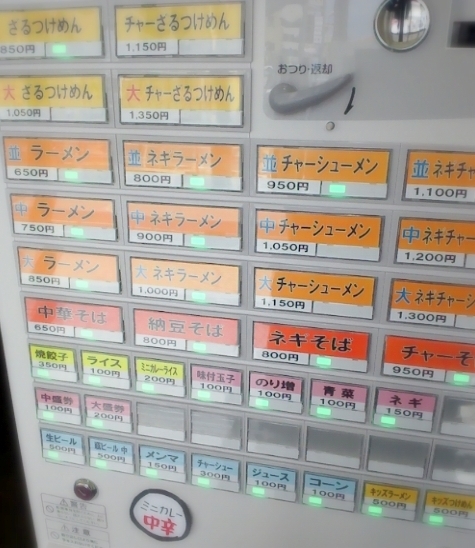 さるつけめん
850円
チャーさるつけめん
1,150円
おつり・返却
大 さるつけめん
1,050円
大 チャーさるつけめん
1,350円
並 ラーメン
650円
並 ネキラーメン
800円
並 チャーシューメン
950円
並 ネキチャ
1,100円
中 ラーメン
750円
中 ネキラーメン
900円
中 チャーシューメン
1,050円
中 ネキチャー
1,200円
大 ラーメン
850円
大 ネキラーメン
1,000円
大 チャーシューメン
1,150円
大 ネキチャーシ
1,300円
中華そば
650円
納豆そば
800円
ネキそば
800円
チャーそ
950円
焼餃子
350円
ライス
100円
ミニカレーライス
200円
味付玉子
100円
のり増
100円
青菜
100円
ネギ
150円
中盛券
100円
大盛券
200円
生ビール
500円
瓶ビール 中
500円
メンマ
150円
チャーシュー
300円
ジュース
100円
コーン
100円
キッズラーメン
500円
キッズつけめん
500円
ミニカレー
中辛